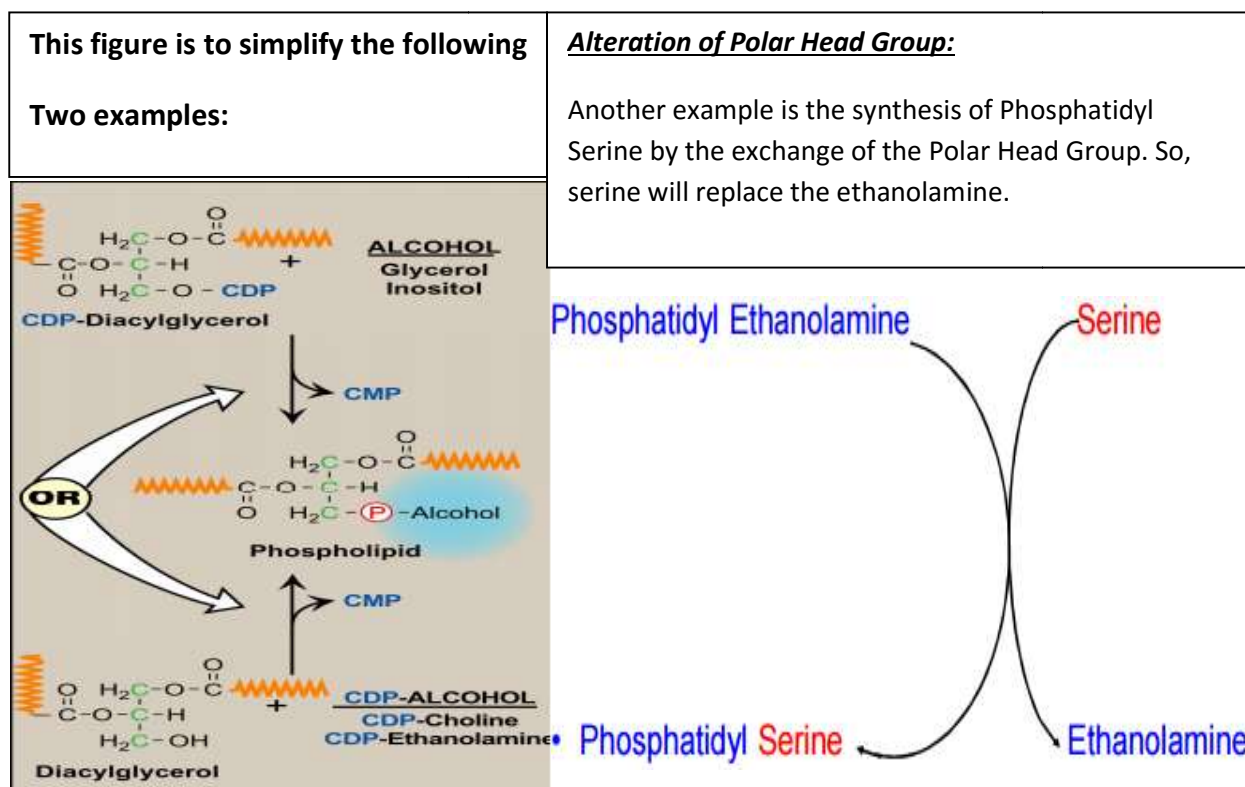 This figure is to simplify the following
Two examples:
Alteration of Polar Head Group:
Another example is the synthesis of Phosphatidyl
Serine by the exchange of the Polar Head Group. So,
serine will replace the ethanolamine.
O
H₂C–O–C
C–O–C–H
O H₂C–O–CDP
CDP-Diacylglycerol
+
ALCOHOL
Glycerol
Inositol
CMP
OR
O
H₂C–O–C
C–O–C–H
O H₂C–P–Alcohol
Phospholipid
CMP
O
O H₂C–O–C
C–O–C–H
H₂C–OH
Diacylglycerol
+
CDP-ALCOHOL
CDP-Choline
CDP-Ethanolamine
Phosphatidyl Ethanolamine
Serine
• Phosphatidyl Serine
Ethanolamine